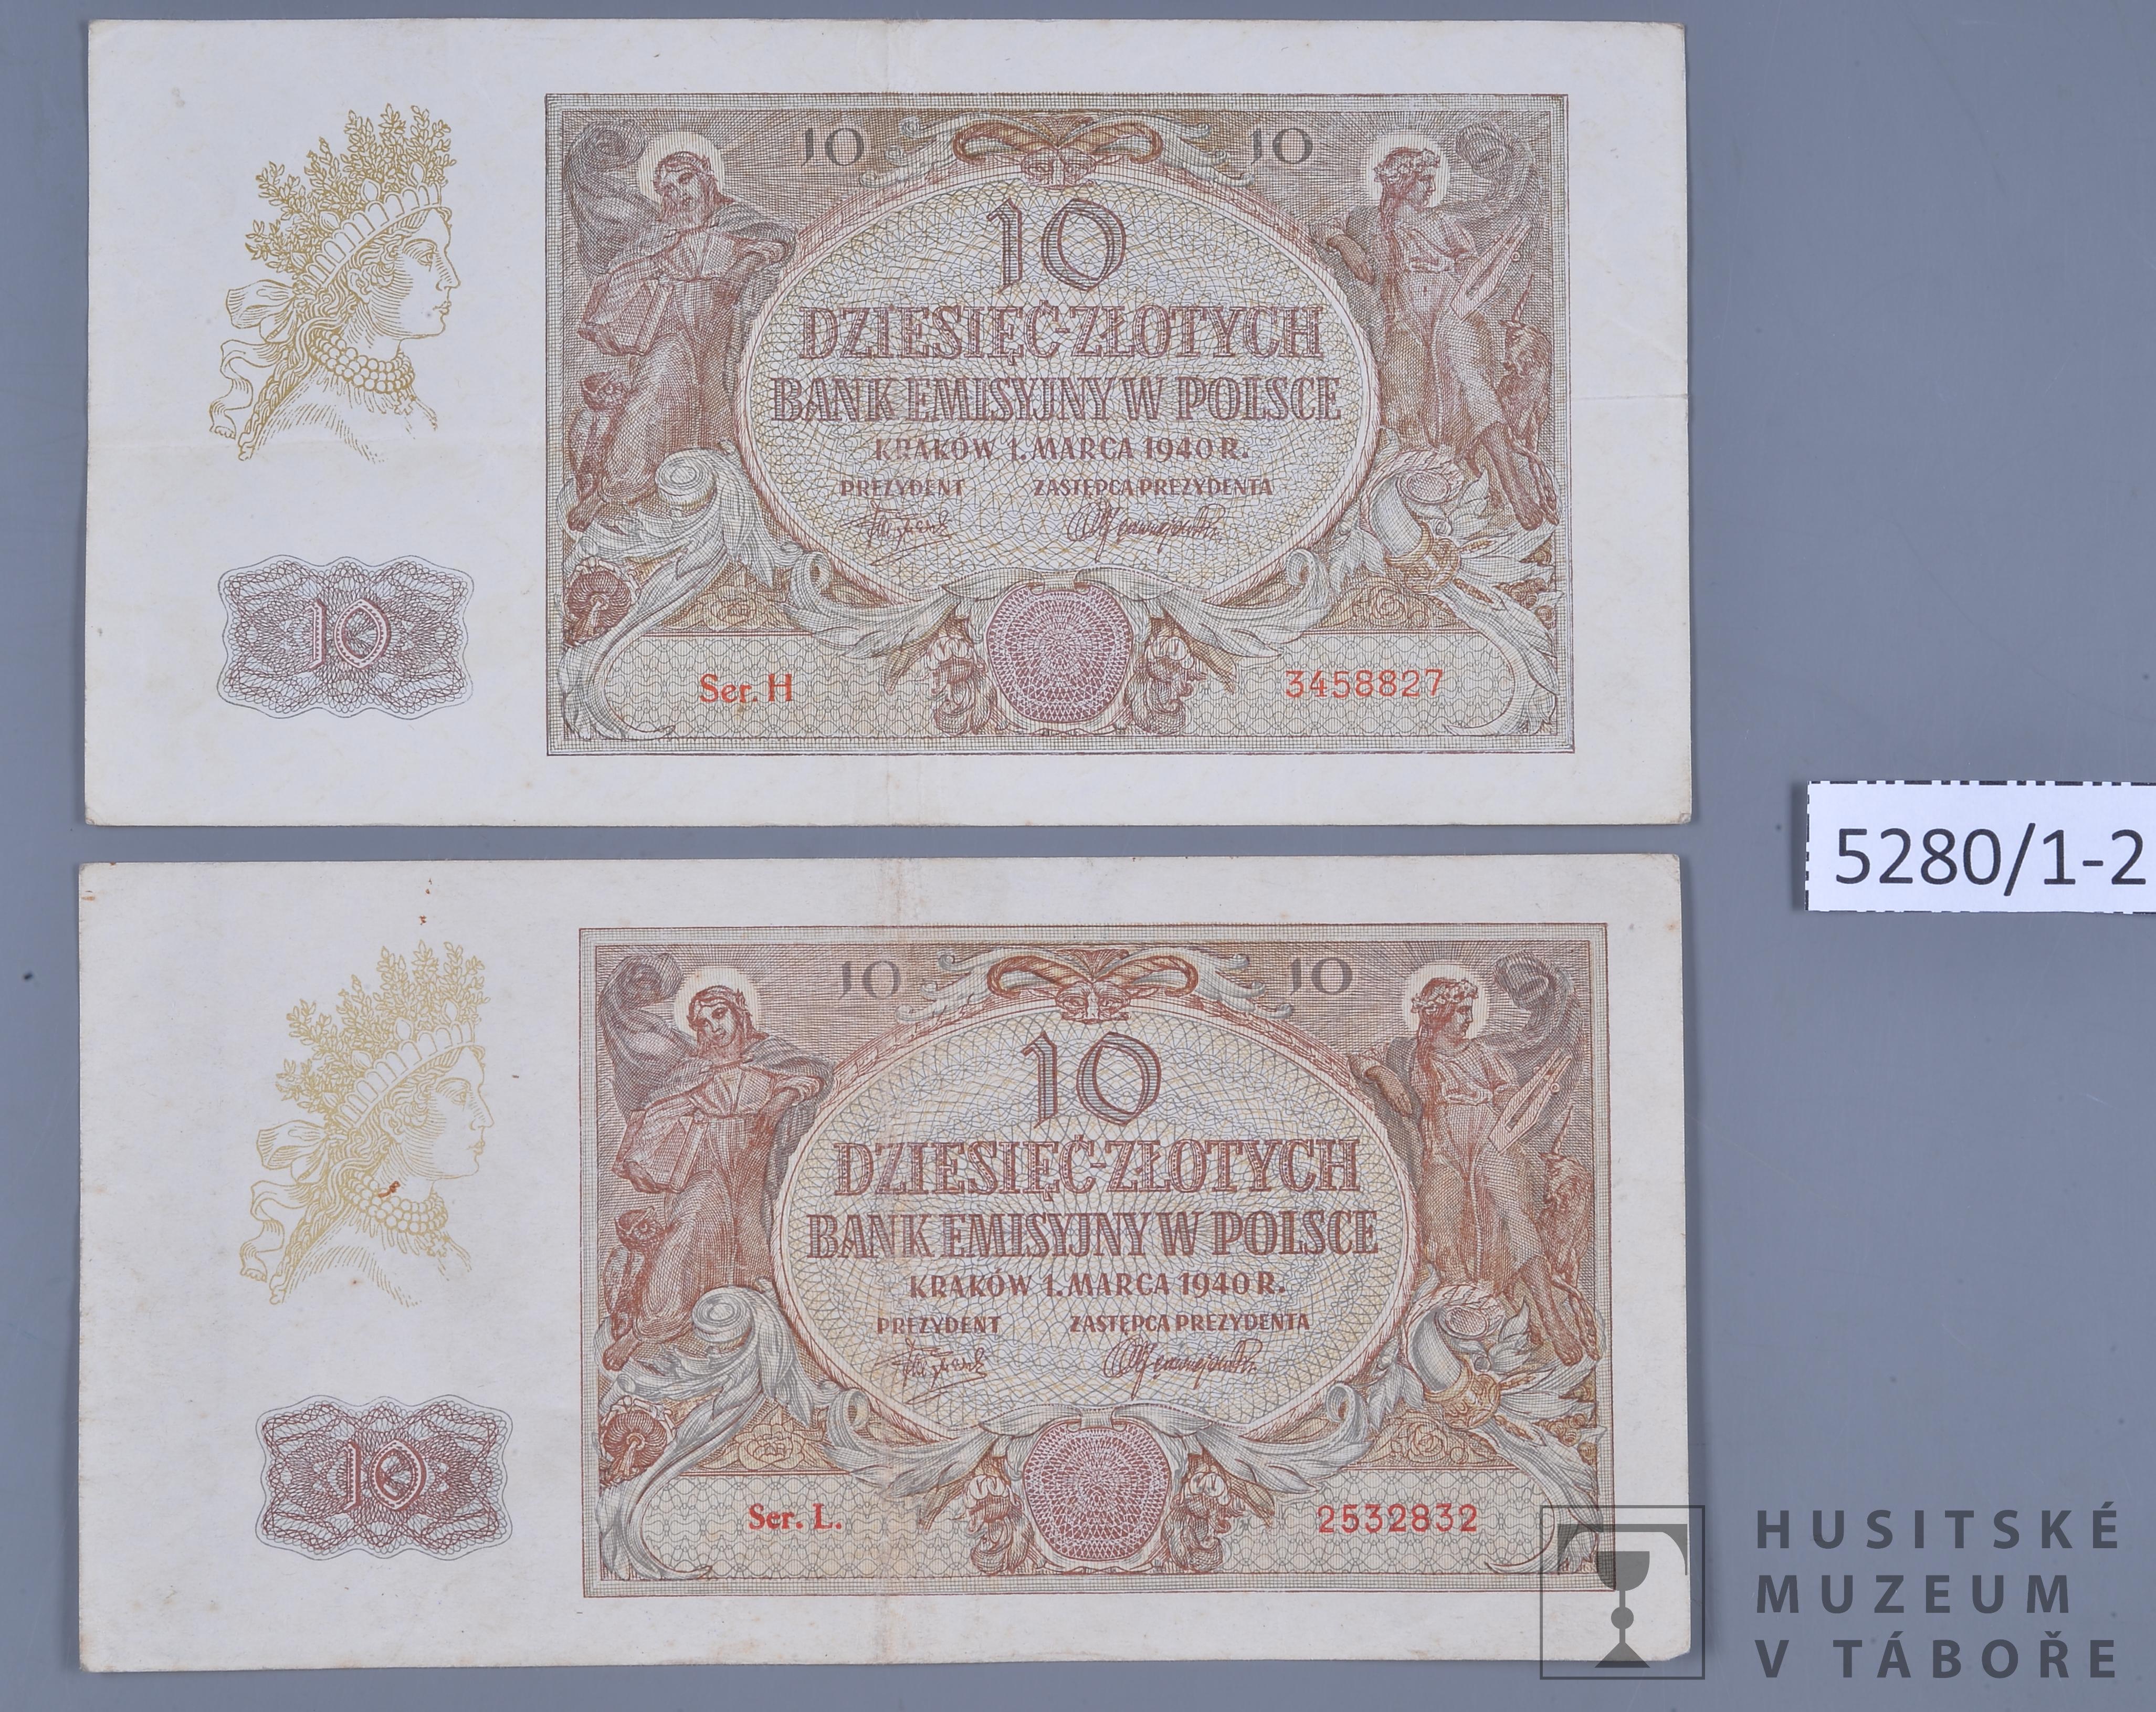 10 10
10
DZIESIĘĆ-ZŁOTYCH
BANK EMISYJNY W POLSCE
KRAKÓW 1. MARCA 1940 R.
PREZYDENT ZASTĘPCA PREZYDENTA
10
Ser. H 3458827
5280/1-2
10 10
10
DZIESIĘĆ-ZŁOTYCH
BANK EMISYJNY W POLSCE
KRAKÓW 1. MARCA 1940 R.
PREZYDENT ZASTĘPCA PREZYDENTA
10
Ser. L. 2532832
HUSITSKÉ
MUZEUM
V TÁBOŘE